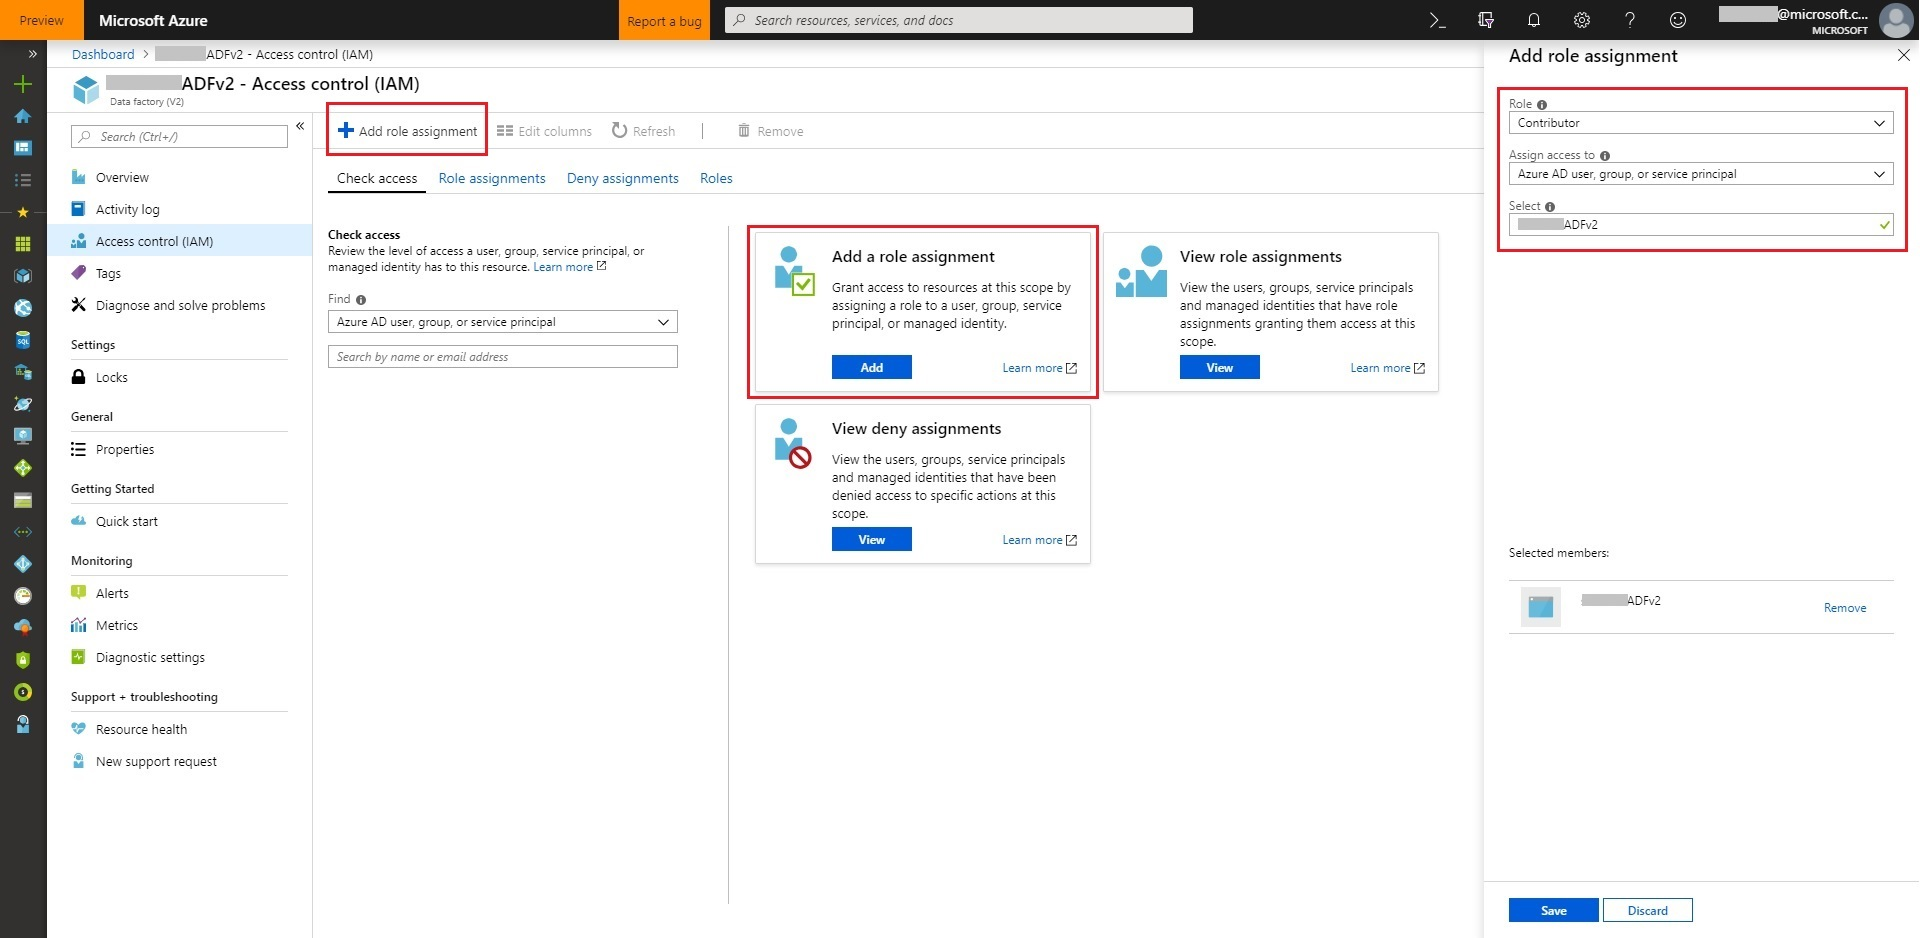 Preview
Microsoft Azure
Report a bug
Search resources, services, and docs
@microsoft.c...
MICROSOFT
Dashboard > ADFv2 - Access control (IAM)
ADFv2 - Access control (IAM)
Data factory (V2)
Search (Ctrl+/)
Overview
Activity log
Access control (IAM)
Tags
Diagnose and solve problems
Settings
Locks
General
Properties
Getting Started
Quick start
Monitoring
Alerts
Metrics
Diagnostic settings
Support + troubleshooting
Resource health
New support request
Add role assignment
Edit columns
Refresh
Remove
Check access
Role assignments
Deny assignments
Roles
Check access
Review the level of access a user, group, service principal, or
managed identity has to this resource. Learn more
Find
Azure AD user, group, or service principal
Search by name or email address
Add a role assignment
Grant access to resources at this scope by
assigning a role to a user, group, service
principal, or managed identity.
Add
Learn more
View role assignments
View the users, groups, service principals
and managed identities that have role
assignments granting them access at this
scope.
View
Learn more
View deny assignments
View the users, groups, service principals
and managed identities that have been
denied access to specific actions at this
scope.
View
Learn more
Add role assignment
Role
Contributor
Assign access to
Azure AD user, group, or service principal
Select
ADFv2
Selected members:
ADFv2
Remove
Save
Discard